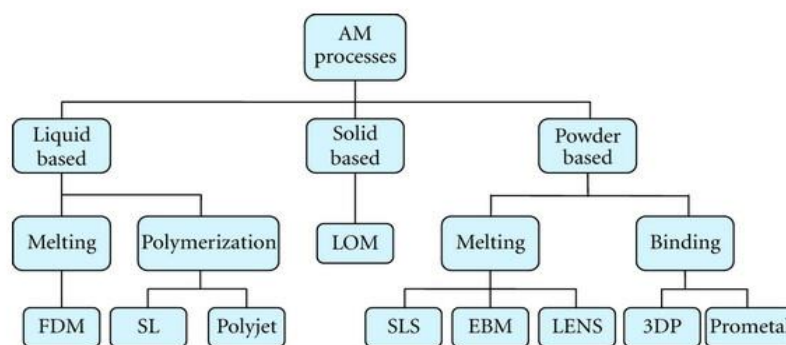 AM
processes
Liquid
based
Solid
based
Powder
based
Melting
Polymerization
LOM
Melting
Binding
FDM
SL
Polyjet
SLS
EBM
LENS
3DP
Prometal